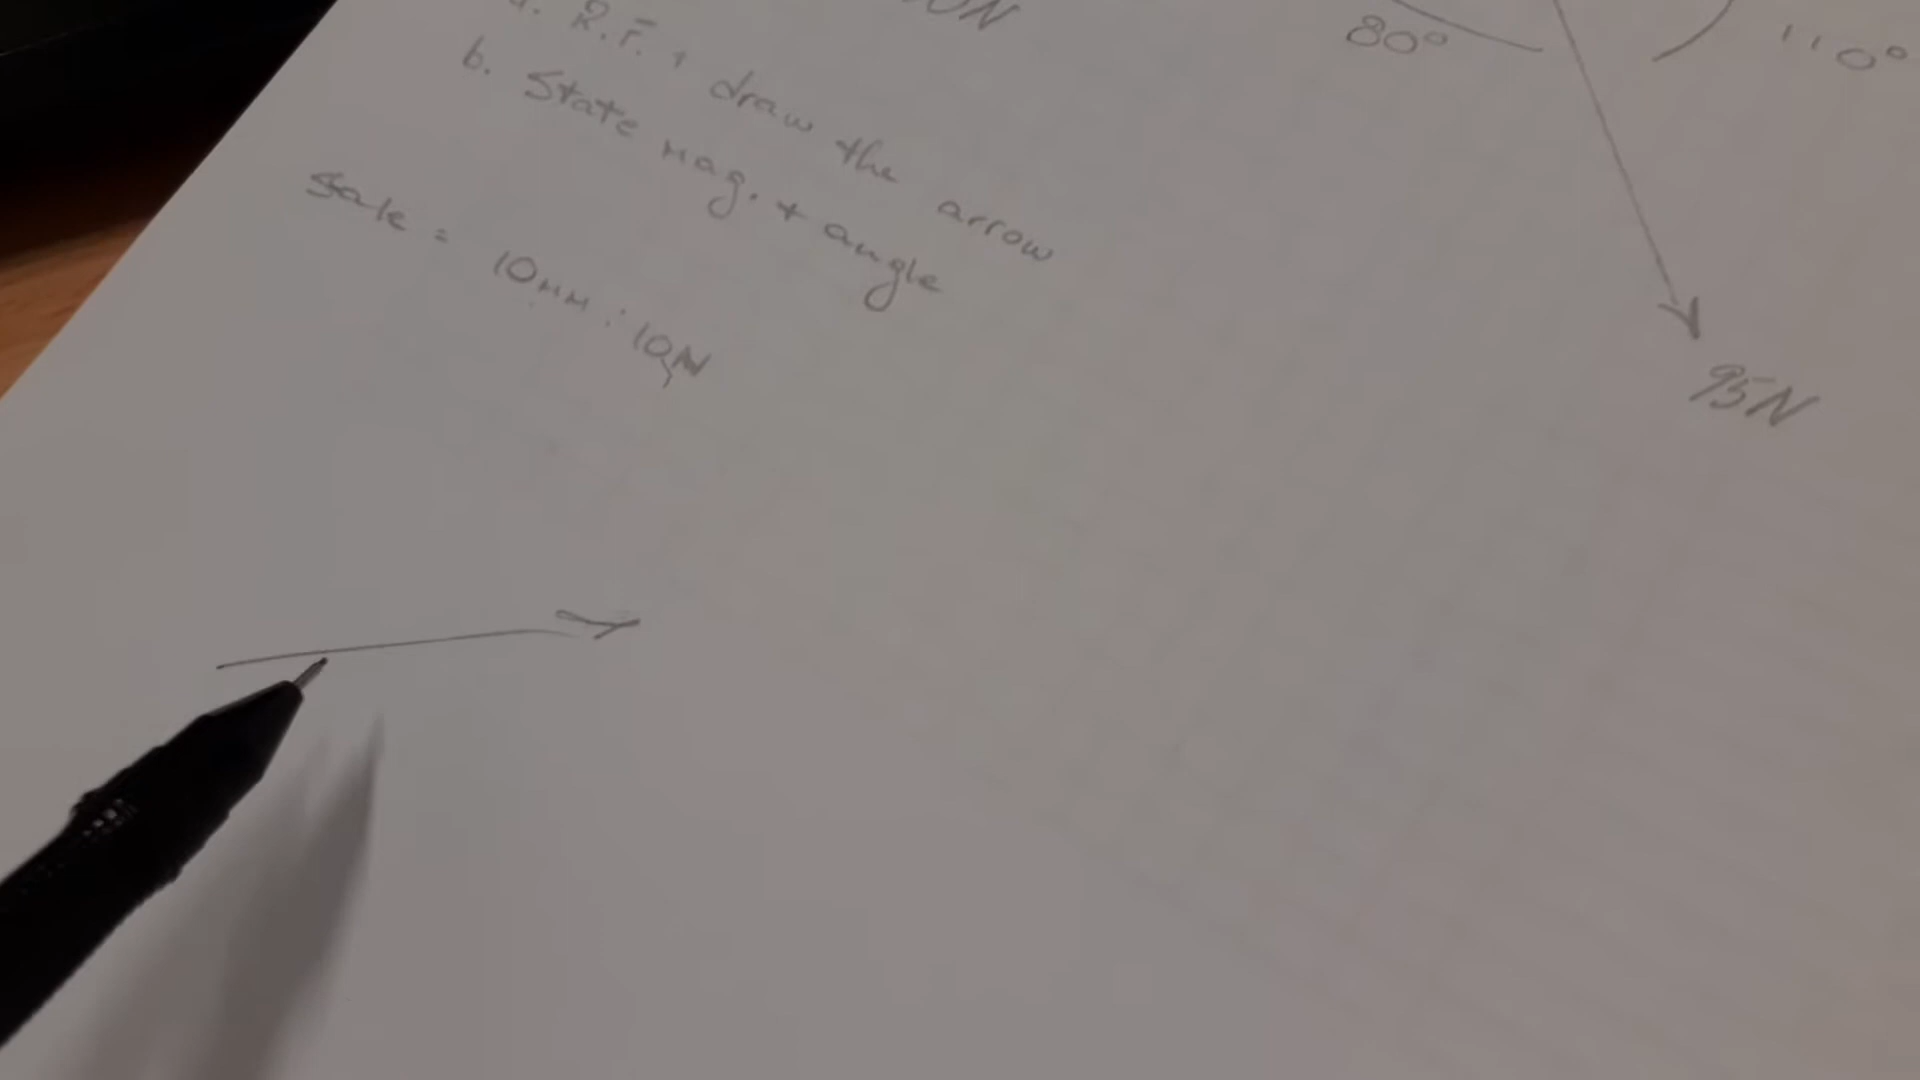 80°
110°
R.F. + draw the arrow
b. State mag. + angle
Scale = 10mm : 10N
95N